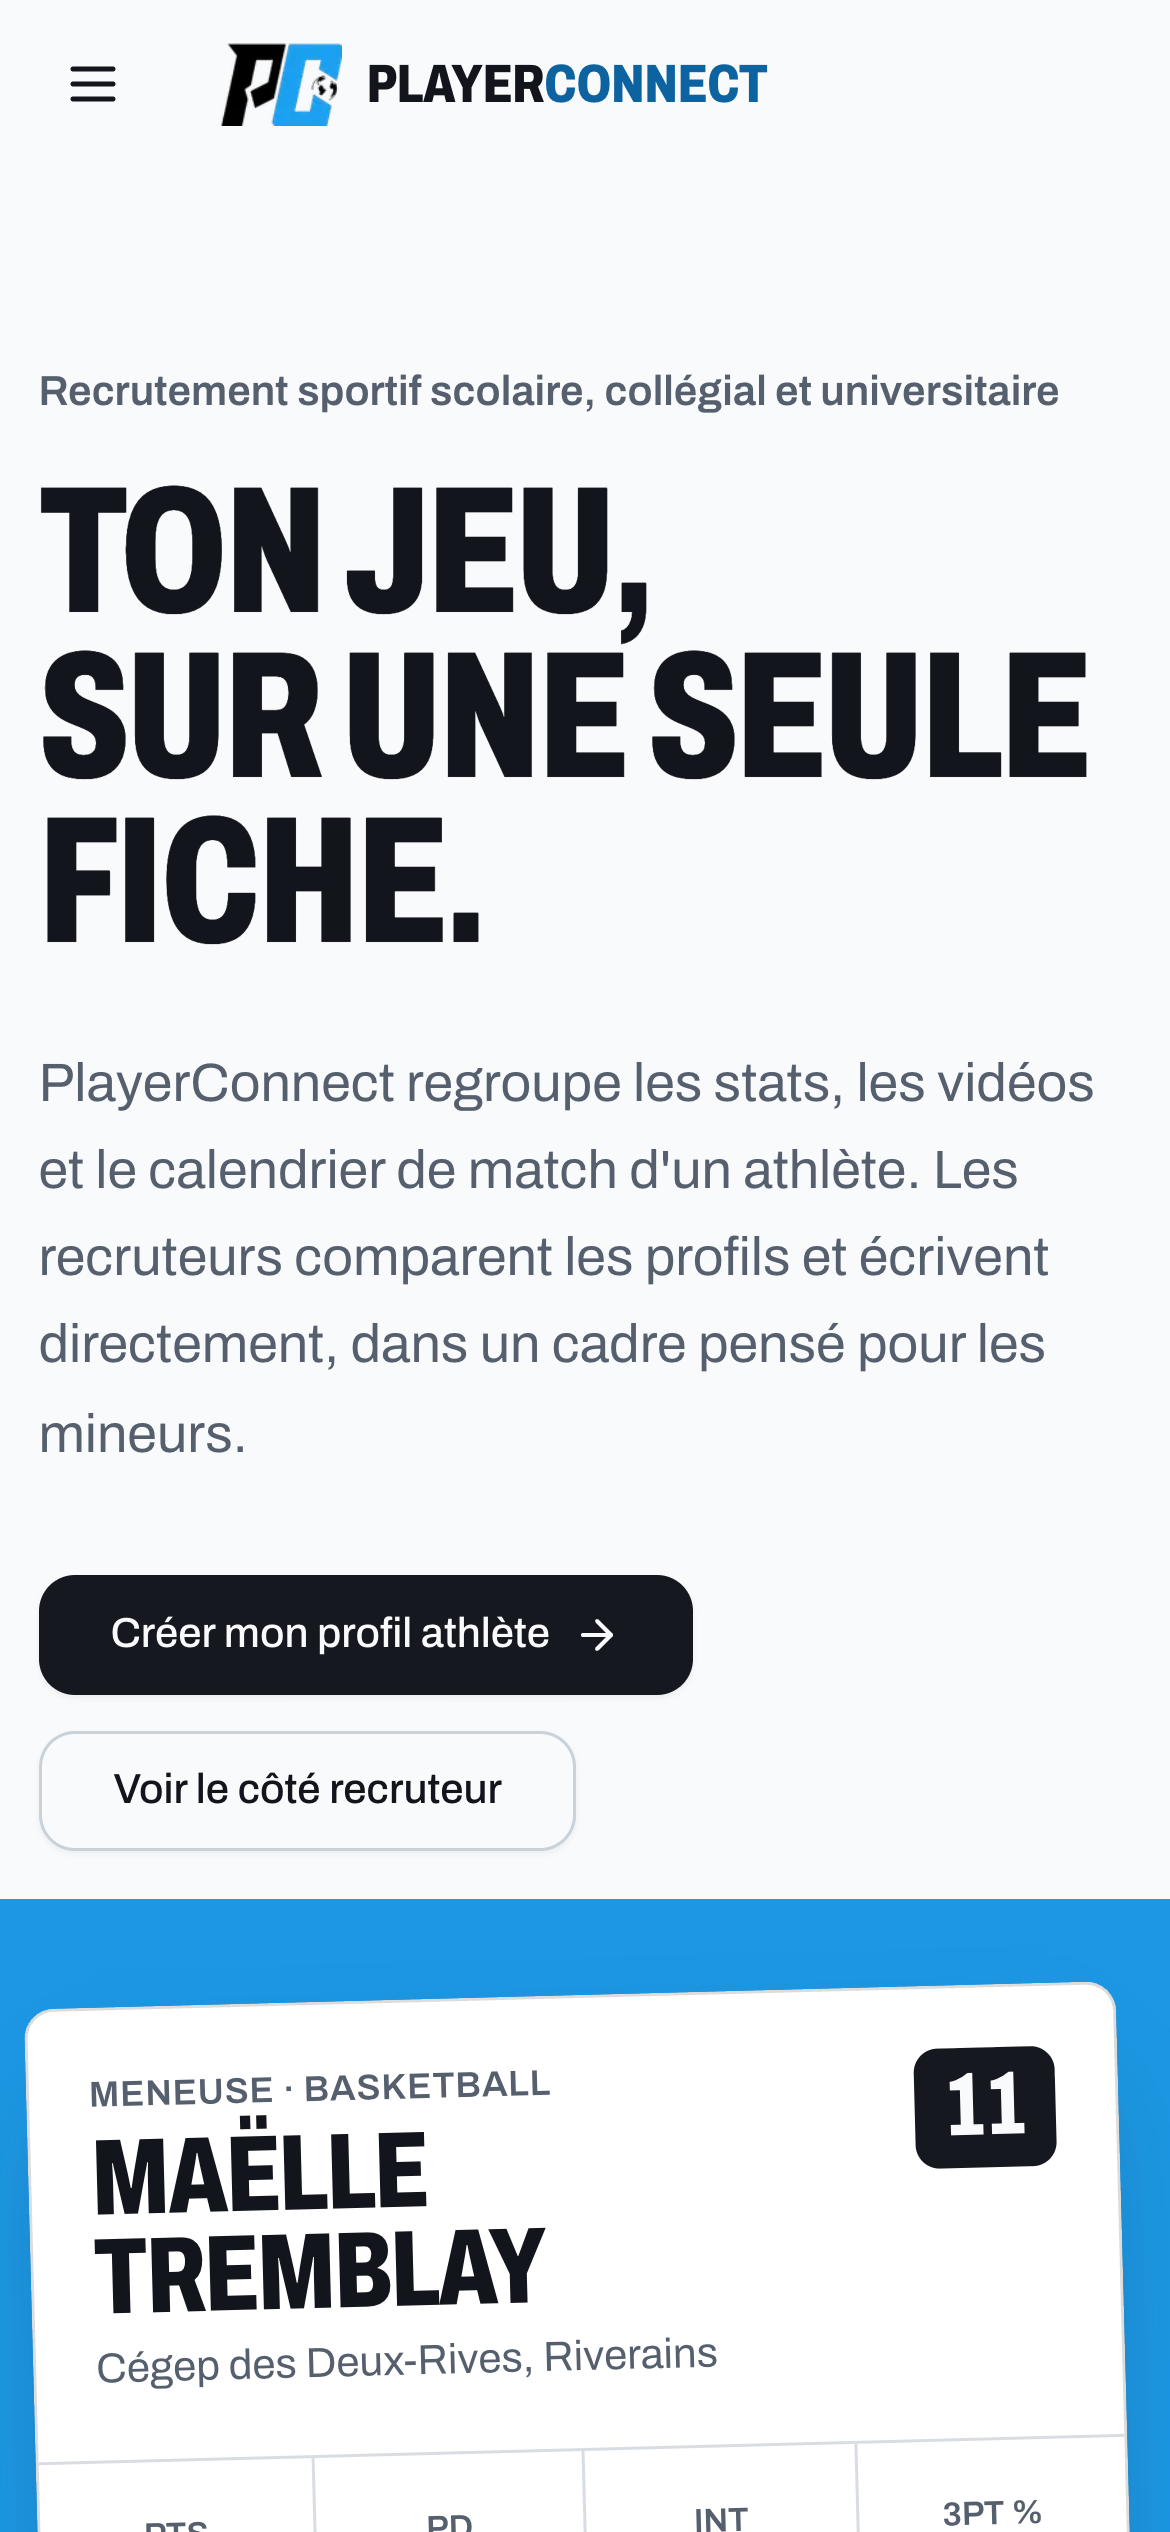 PC PLAYERCONNECT
Recrutement sportif scolaire, collégial et universitaire
TON JEU,
SUR UNE SEULE
FICHE.
PlayerConnect regroupe les stats, les vidéos
et le calendrier de match d'un athlète. Les
recruteurs comparent les profils et écrivent
directement, dans un cadre pensé pour les
mineurs.
Créer mon profil athlète →
Voir le côté recruteur
MENEUSE · BASKETBALL
11
MAËLLE
TREMBLAY
Cégep des Deux-Rives, Riverains
PTS PD INT 3PT %